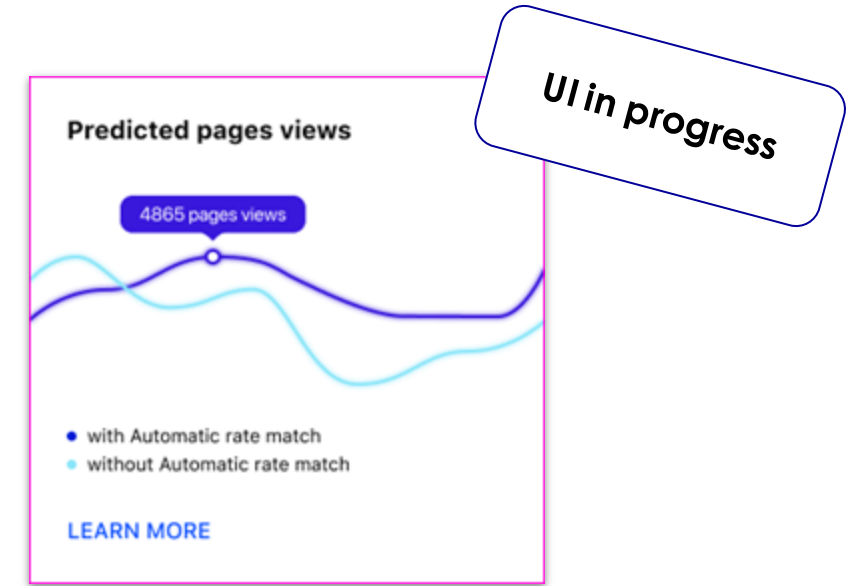 UI in progress
Predicted pages views
4865 pages views
with Automatic rate match
without Automatic rate match
LEARN MORE